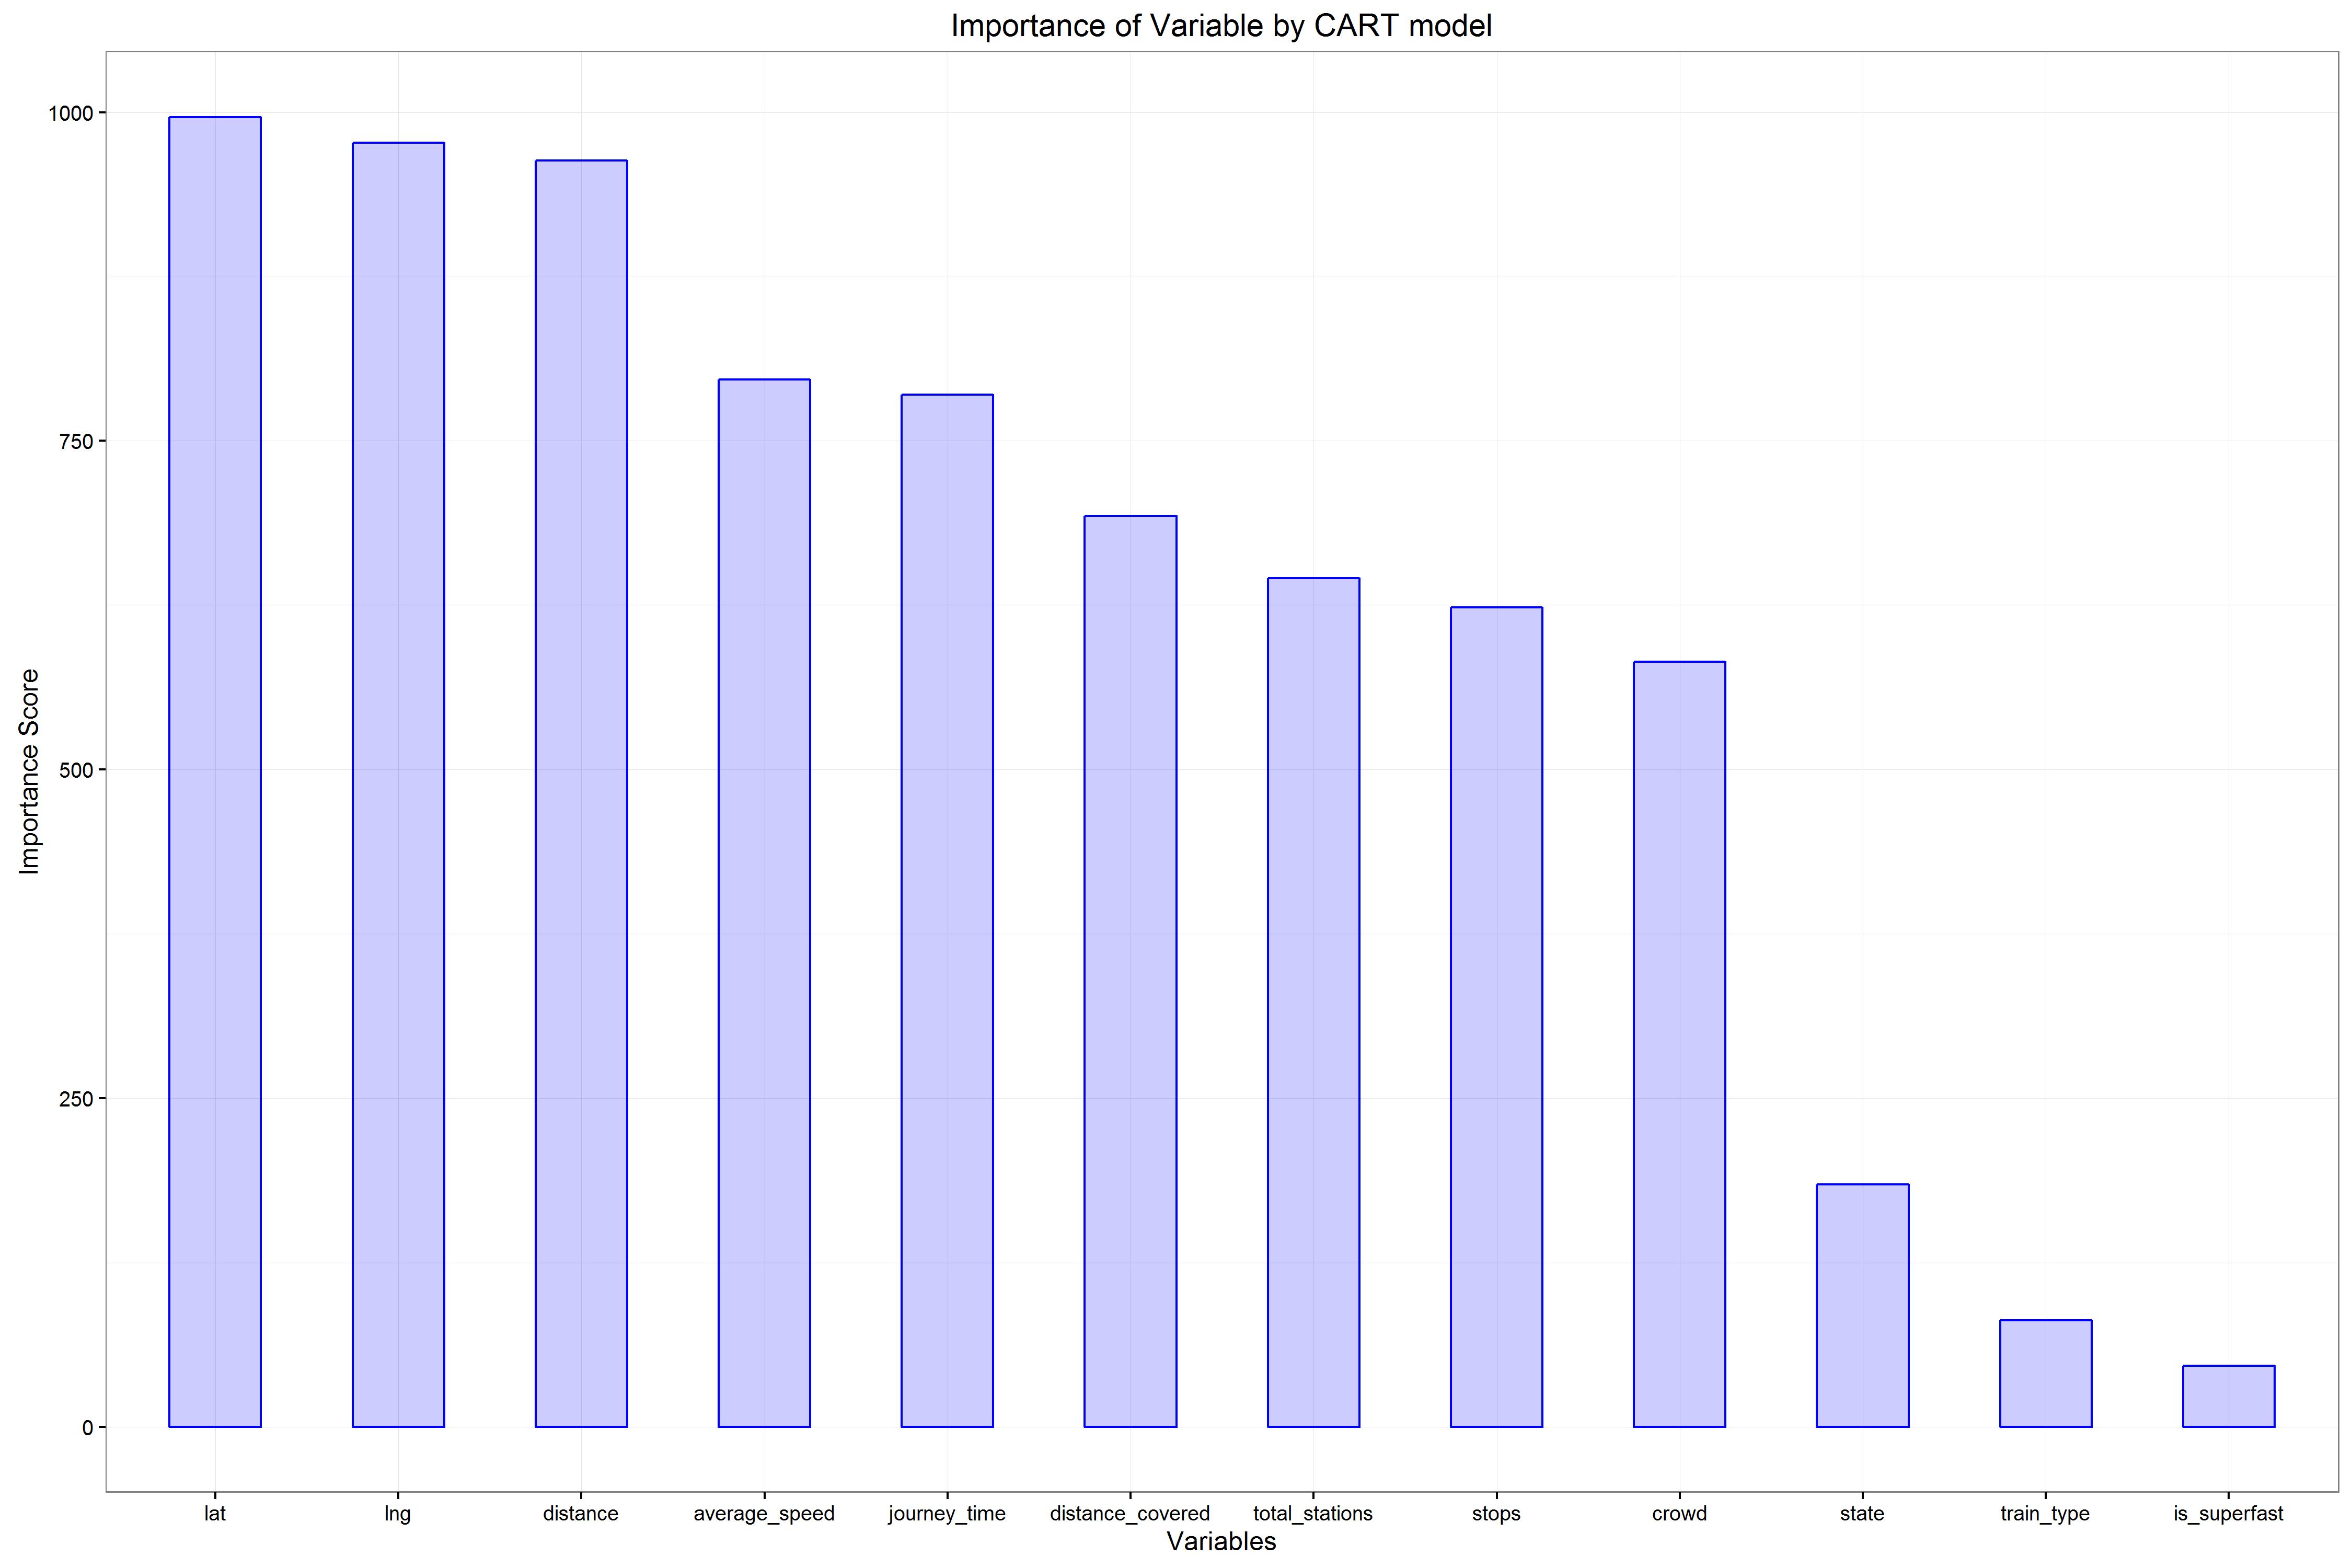 Importance of Variable by CART model
Importance Score
1000
750
500
250
0
lat lng distance average_speed journey_time distance_covered total_stations stops crowd state train_type is_superfast
Variables